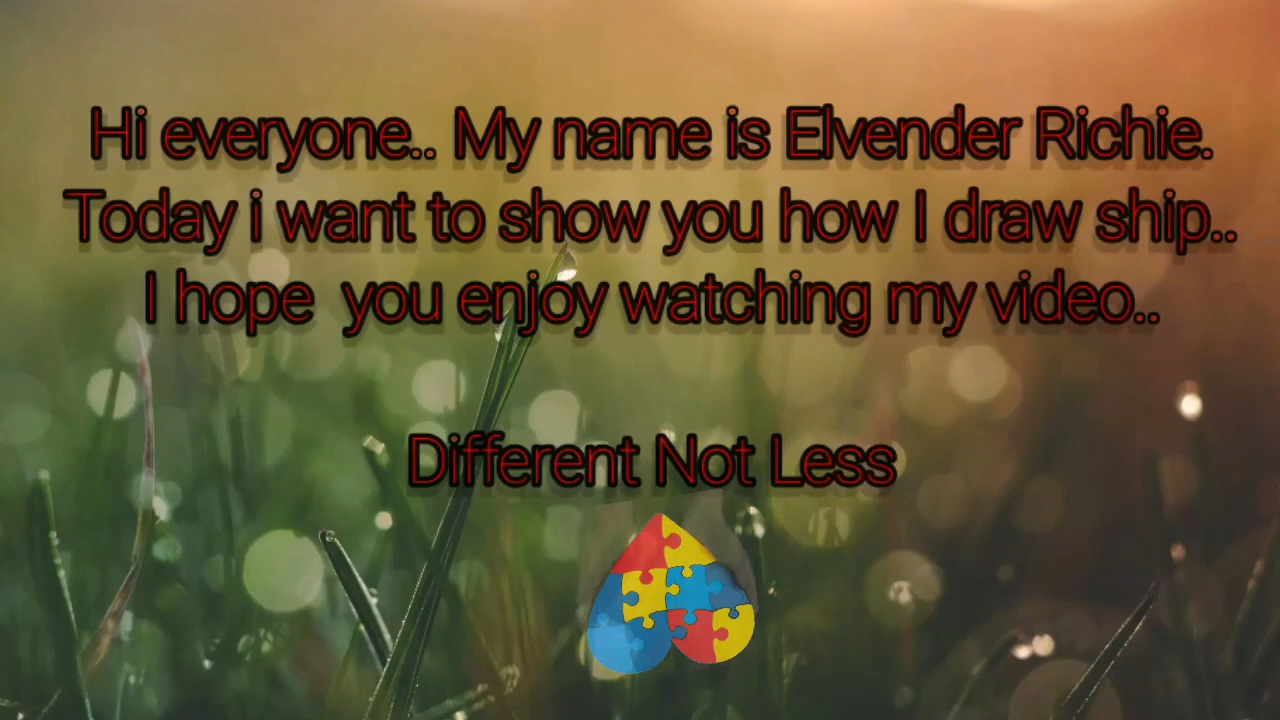 Hi everyone.. My name is Elvender Richie.
Today i want to show you how I draw ship..
I hope you enjoy watching my video..
Different Not Less